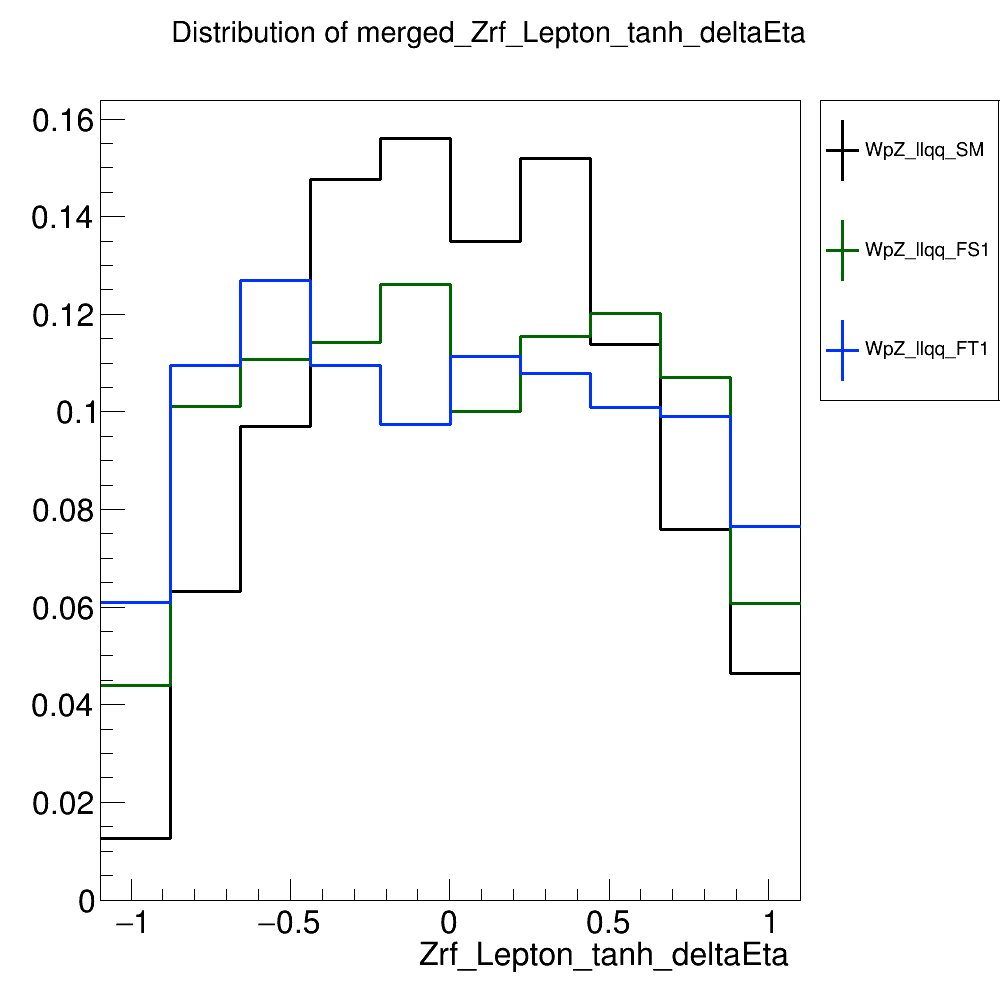 Distribution of merged_Zrf_Lepton_tanh_deltaEta
0.16
0.14
0.12
0.1
0.08
0.06
0.04
0.02
0
−1
−0.5
0
0.5
1
Zrf_Lepton_tanh_deltaEta
WpZ_llqq_SM
WpZ_llqq_FS1
WpZ_llqq_FT1